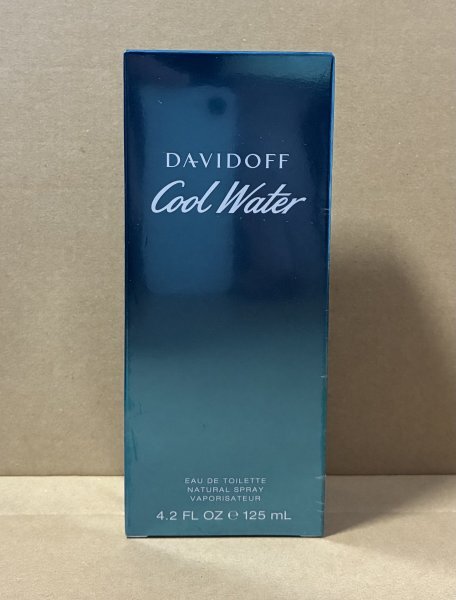 DAVIDOFF
Cool Water
EAU DE TOILETTE
NATURAL SPRAY
VAPORISATEUR
4.2 FL OZ ℮ 125 mL